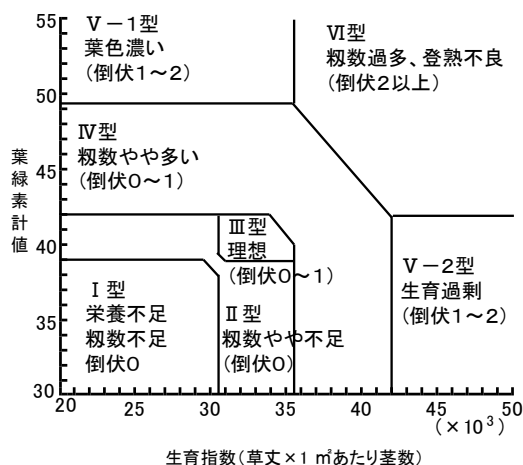 55
50
45
40
35
30
葉緑素計値
Ⅴ－1型
葉色濃い
(倒伏1～2)
Ⅵ型
籾数過多、登熟不良
(倒伏2以上)
Ⅳ型
籾数やや多い
(倒伏0～1)
Ⅲ型
理想
(倒伏0～1)
Ⅴ－2型
生育過剰
(倒伏1～2)
Ⅰ型
栄養不足
籾数不足
倒伏0
Ⅱ型
籾数やや不足
(倒伏0)
20 30 35 45 50
(×10³)
生育指数(草丈×1㎡あたり茎数)